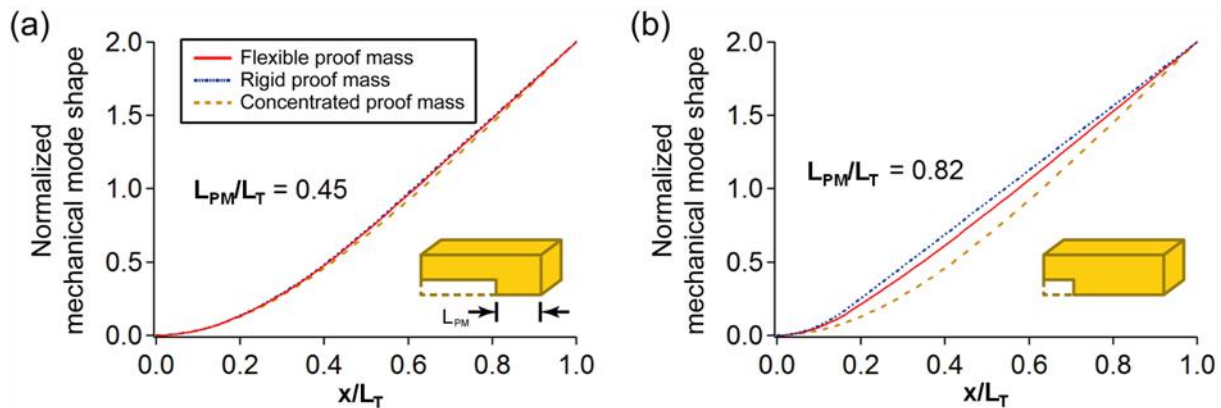 (a)
2.0
1.5
1.0
0.5
0.0
Normalized
mechanical mode shape
Flexible proof mass
Rigid proof mass
Concentrated proof mass
L_PM/L_T = 0.45
L_PM
0.0 0.2 0.4 0.6 0.8 1.0
x/L_T
(b)
2.0
1.5
1.0
0.5
0.0
Normalized
mechanical mode shape
L_PM/L_T = 0.82
0.0 0.2 0.4 0.6 0.8 1.0
x/L_T